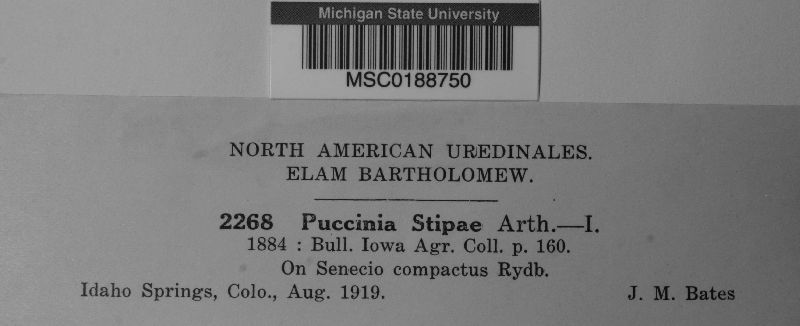 Michigan State University
MSC0188750
NORTH AMERICAN UREDINALES.
ELAM BARTHOLOMEW.
2268 Puccinia Stipae Arth.—I.
1884 : Bull. Iowa Agr. Coll. p. 160.
On Senecio compactus Rydb.
Idaho Springs, Colo., Aug. 1919. J. M. Bates